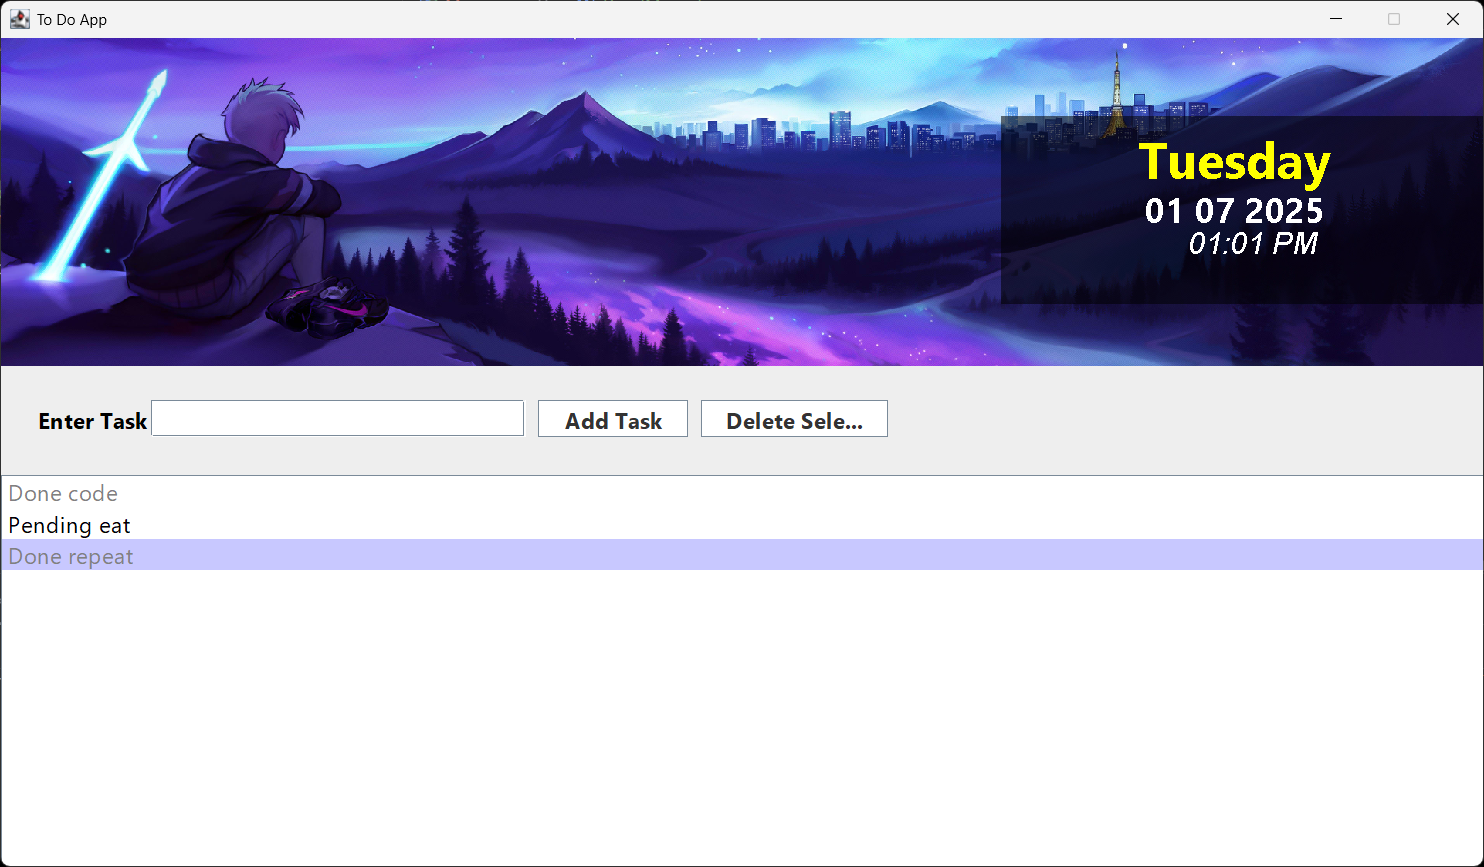 To Do App
Tuesday
01 07 2025
01:01 PM
Enter Task
Add Task
Delete Sele...
Done code
Pending eat
Done repeat